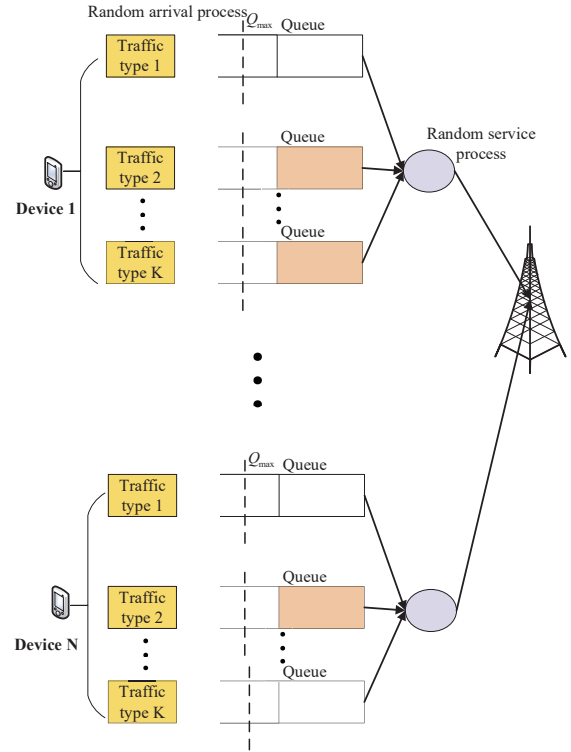 Random arrival process
Qmax
Queue
Traffic
type 1
Random service
process
Queue
Traffic
type 2
Device 1
Queue
Traffic
type K
Qmax
Queue
Traffic
type 1
Queue
Traffic
type 2
Device N
Queue
Traffic
type K